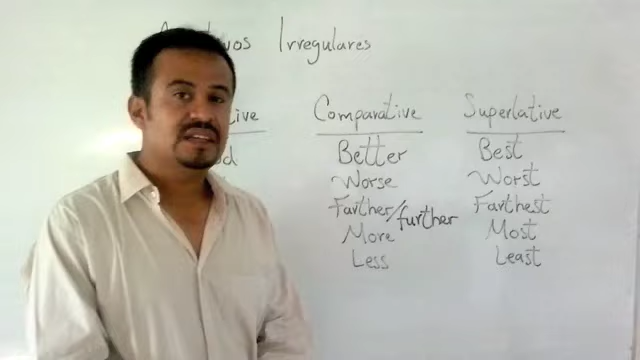 Irregulares
Comparative Superlative
Better Best
Worse Worst
Farther/further Farthest
More Most
Less Least